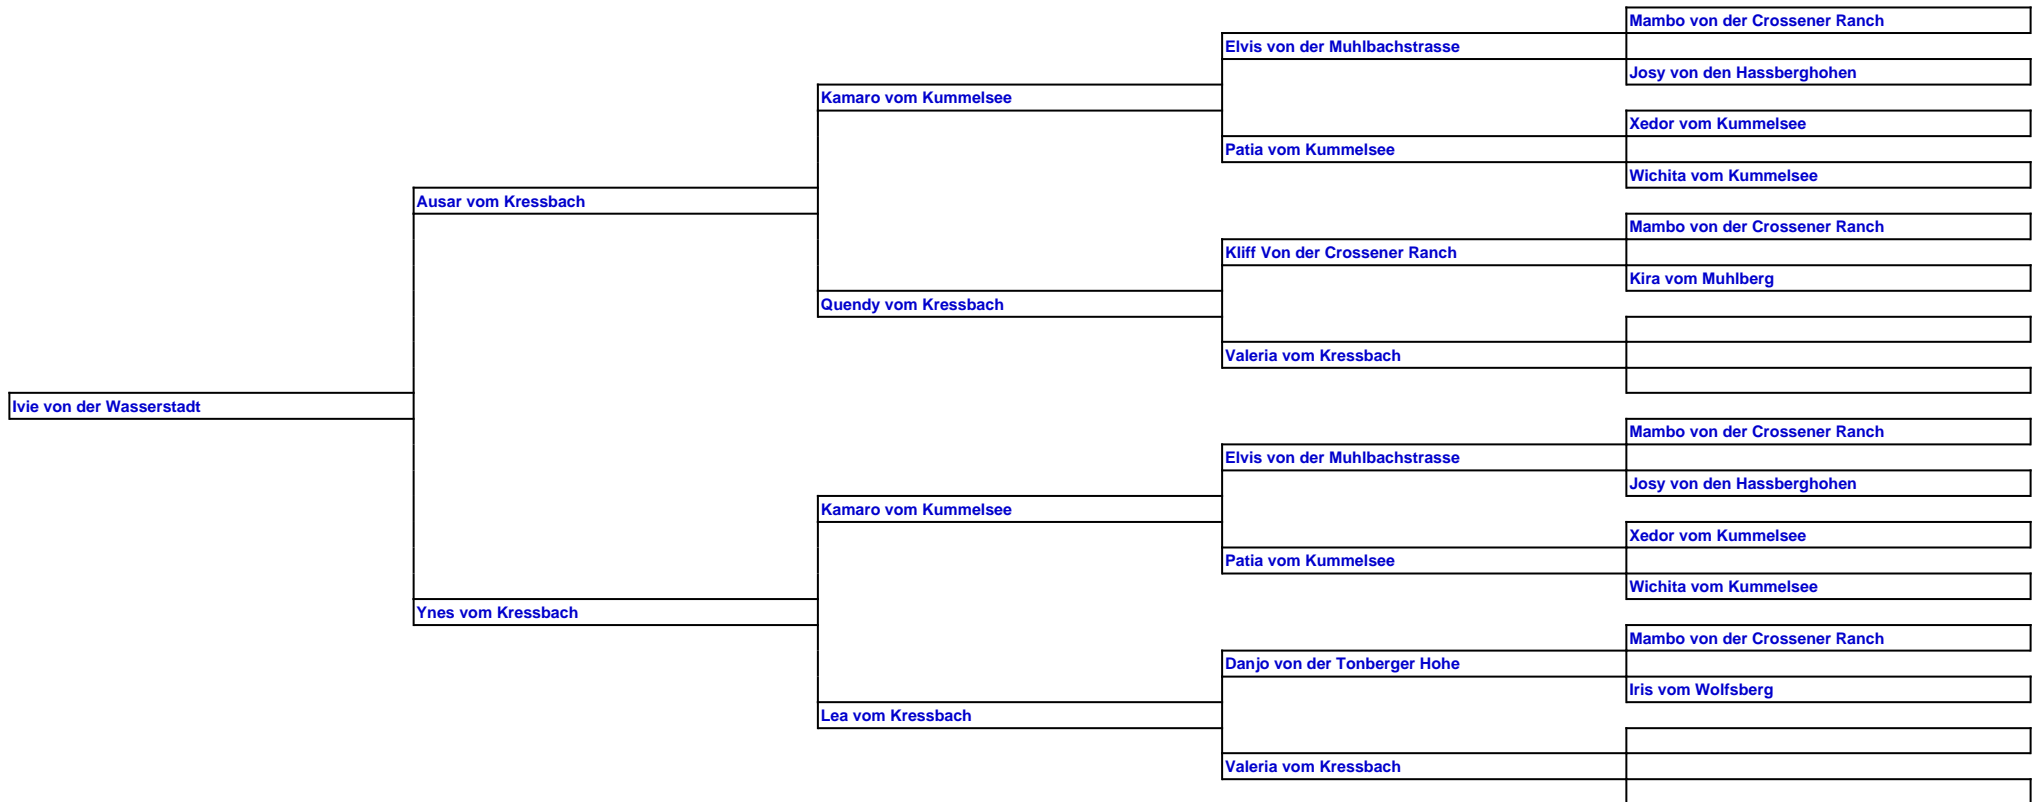 Mambo von der Crossener Ranch
Elvis von der Muhlbachstrasse
Josy von den Hassberghohen
Kamaro vom Kummelsee
Xedor vom Kummelsee
Patia vom Kummelsee
Wichita vom Kummelsee
Ausar vom Kressbach
Mambo von der Crossener Ranch
Kliff Von der Crossener Ranch
Kira vom Muhlberg
Quendy vom Kressbach
Valeria vom Kressbach
Ivie von der Wasserstadt
Mambo von der Crossener Ranch
Elvis von der Muhlbachstrasse
Josy von den Hassberghohen
Kamaro vom Kummelsee
Xedor vom Kummelsee
Patia vom Kummelsee
Wichita vom Kummelsee
Ynes vom Kressbach
Mambo von der Crossener Ranch
Danjo von der Tonberger Hohe
Iris vom Wolfsberg
Lea vom Kressbach
Valeria vom Kressbach